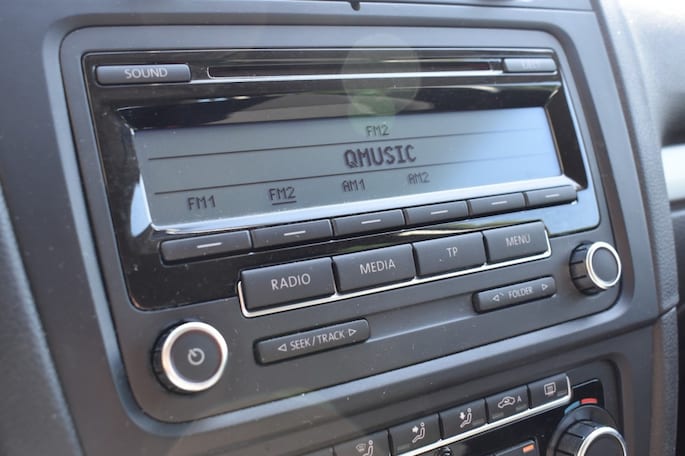 SOUND
FM2
QMUSIC
FM1 FM2 AM1 AM2
RADIO MEDIA TP MENU
SEEK/TRACK FOLDER
A